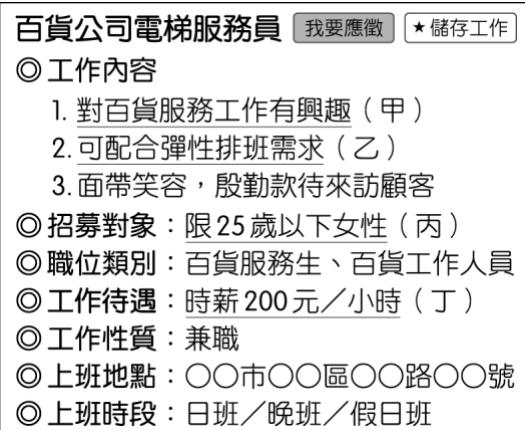 百貨公司電梯服務員 我要應徵 ★儲存工作
◎工作內容
1. 對百貨服務工作有興趣（甲）
2. 可配合彈性排班需求（乙）
3. 面帶笑容，殷勤款待來訪顧客
◎招募對象：限25歲以下女性（丙）
◎職位類別：百貨服務生、百貨工作人員
◎工作待遇：時薪200元／小時（丁）
◎工作性質：兼職
◎上班地點：○○市○○區○○路○○號
◎上班時段：日班／晚班／假日班